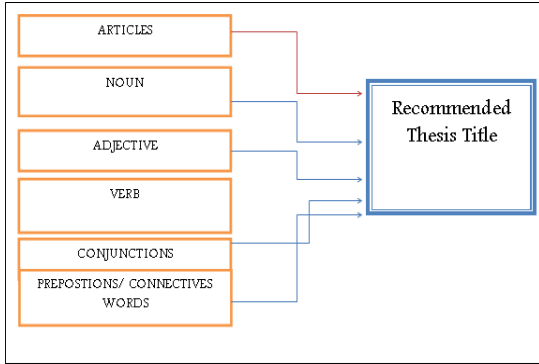 ARTICLES
NOUN
ADJECTIVE
VERB
CONJUNCTIONS
PREPOSTIONS/ CONNECTIVES
WORDS
Recommended
Thesis Title